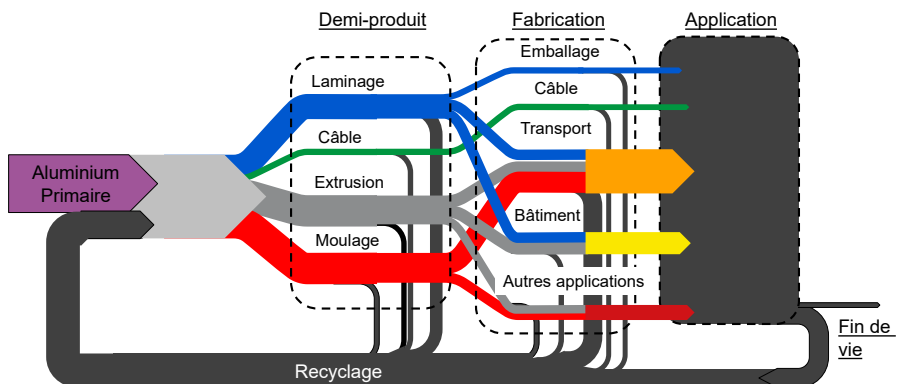 Demi-produit
Fabrication
Application
Emballage
Laminage
Câble
Câble
Transport
Aluminium
Primaire
Extrusion
Bâtiment
Moulage
Autres applications
Fin de
vie
Recyclage